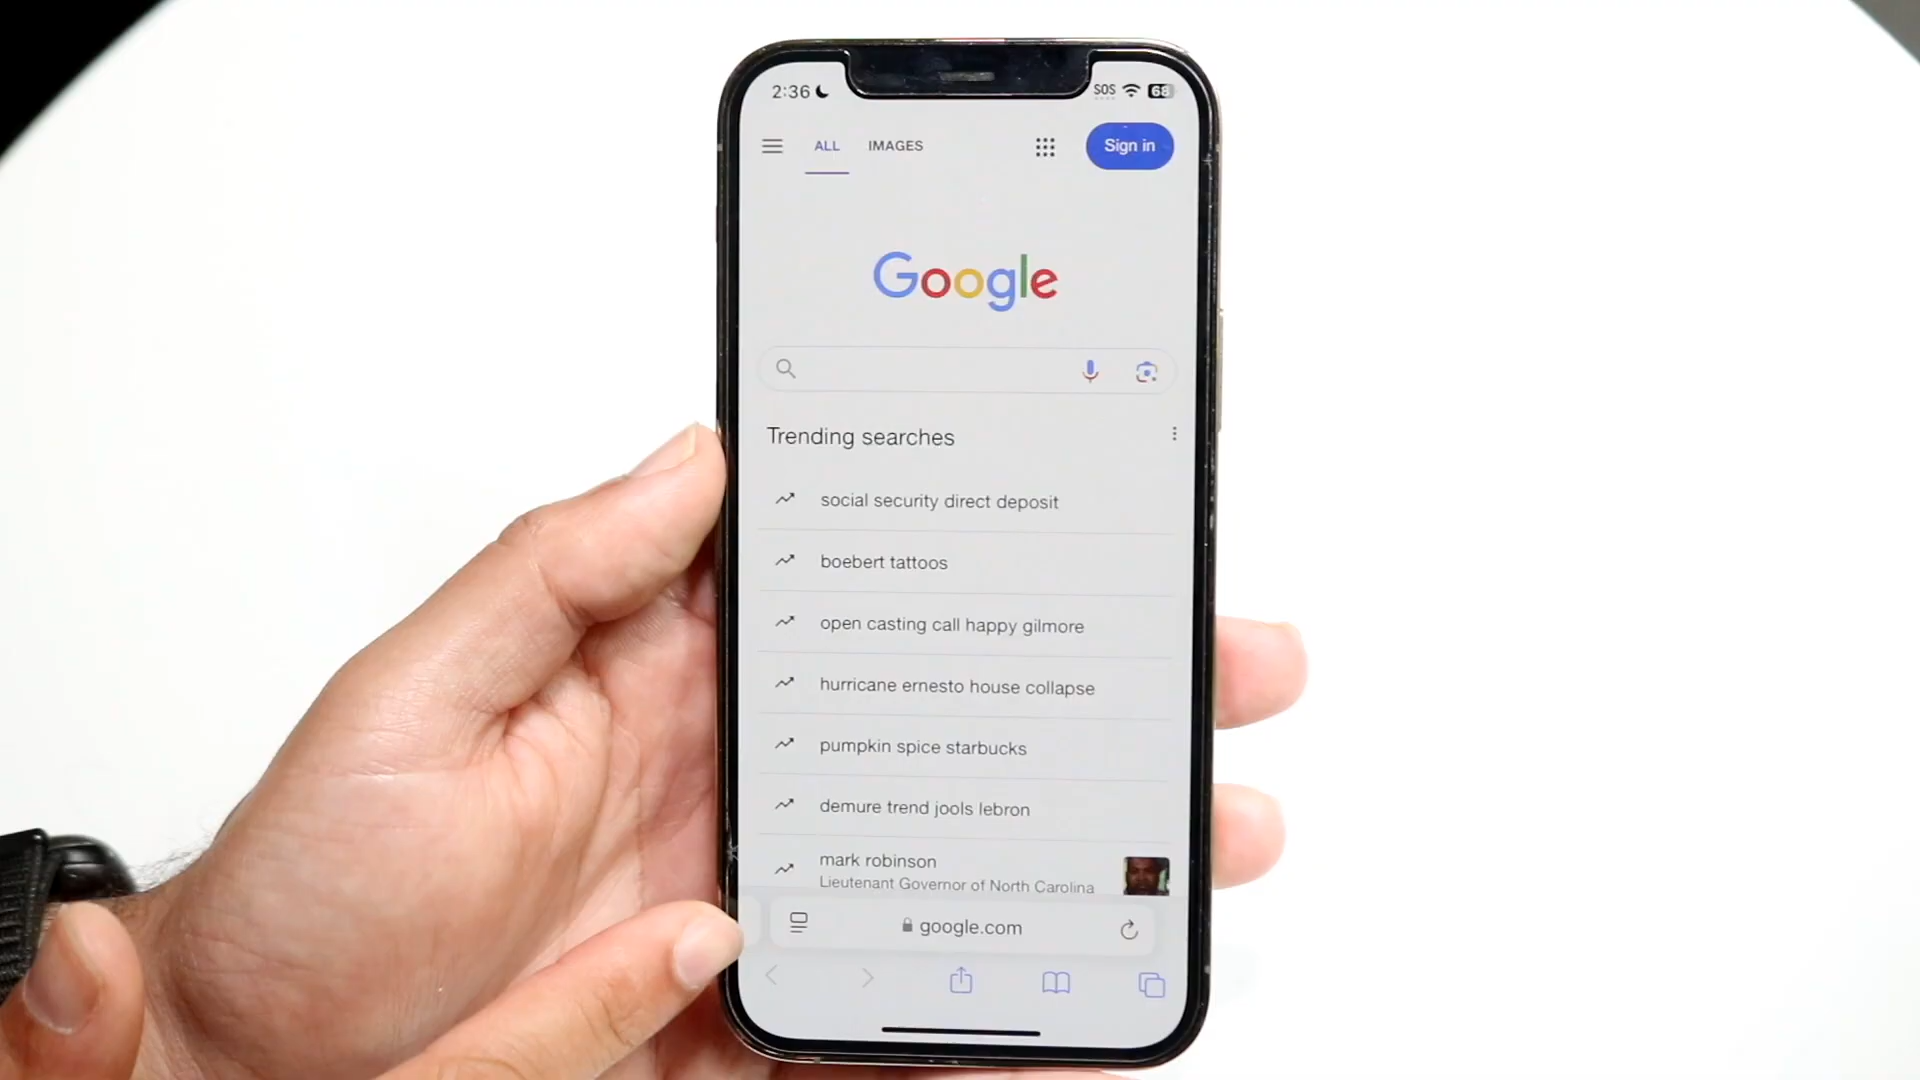 2:36
SOS
68
ALL
IMAGES
Sign in
Google
Trending searches
social security direct deposit
boebert tattoos
open casting call happy gilmore
hurricane ernesto house collapse
pumpkin spice starbucks
demure trend jools lebron
mark robinson
Lieutenant Governor of North Carolina
google.com